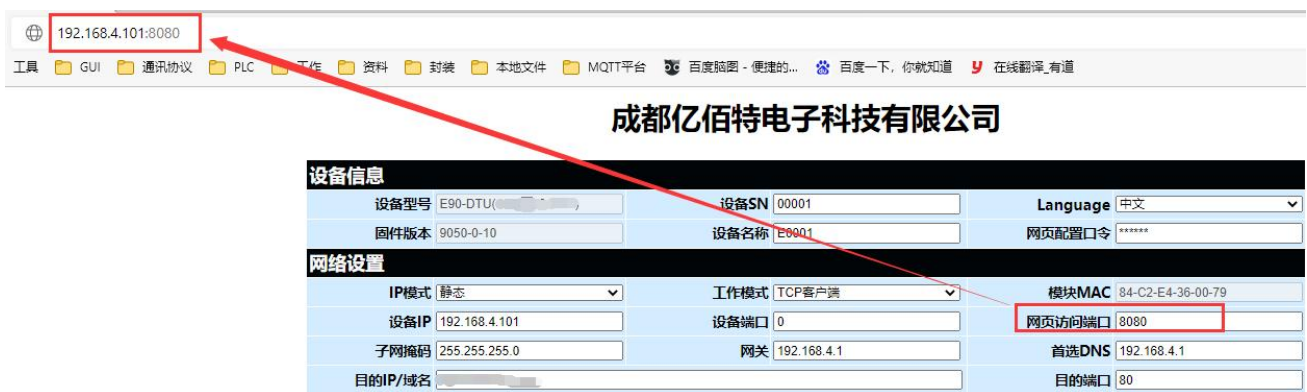 192.168.4.101:8080
工具 GUI 通讯协议 PLC 工作 资料 封装 本地文件 MQTT平台 百度脑图 - 便捷的... 百度一下，你就知道 在线翻译_有道
成都亿佰特电子科技有限公司
设备信息
设备型号 E90-DTU( 设备SN 00001 Language 中文
固件版本 9050-0-10 设备名称 E0001 网页配置口令 ******
网络设置
IP模式 静态 工作模式 TCP客户端 模块MAC 84-C2-E4-36-00-79
设备IP 192.168.4.101 设备端口 0 网页访问端口 8080
子网掩码 255.255.255.0 网关 192.168.4.1 首选DNS 192.168.4.1
目的IP/域名 目的端口 80